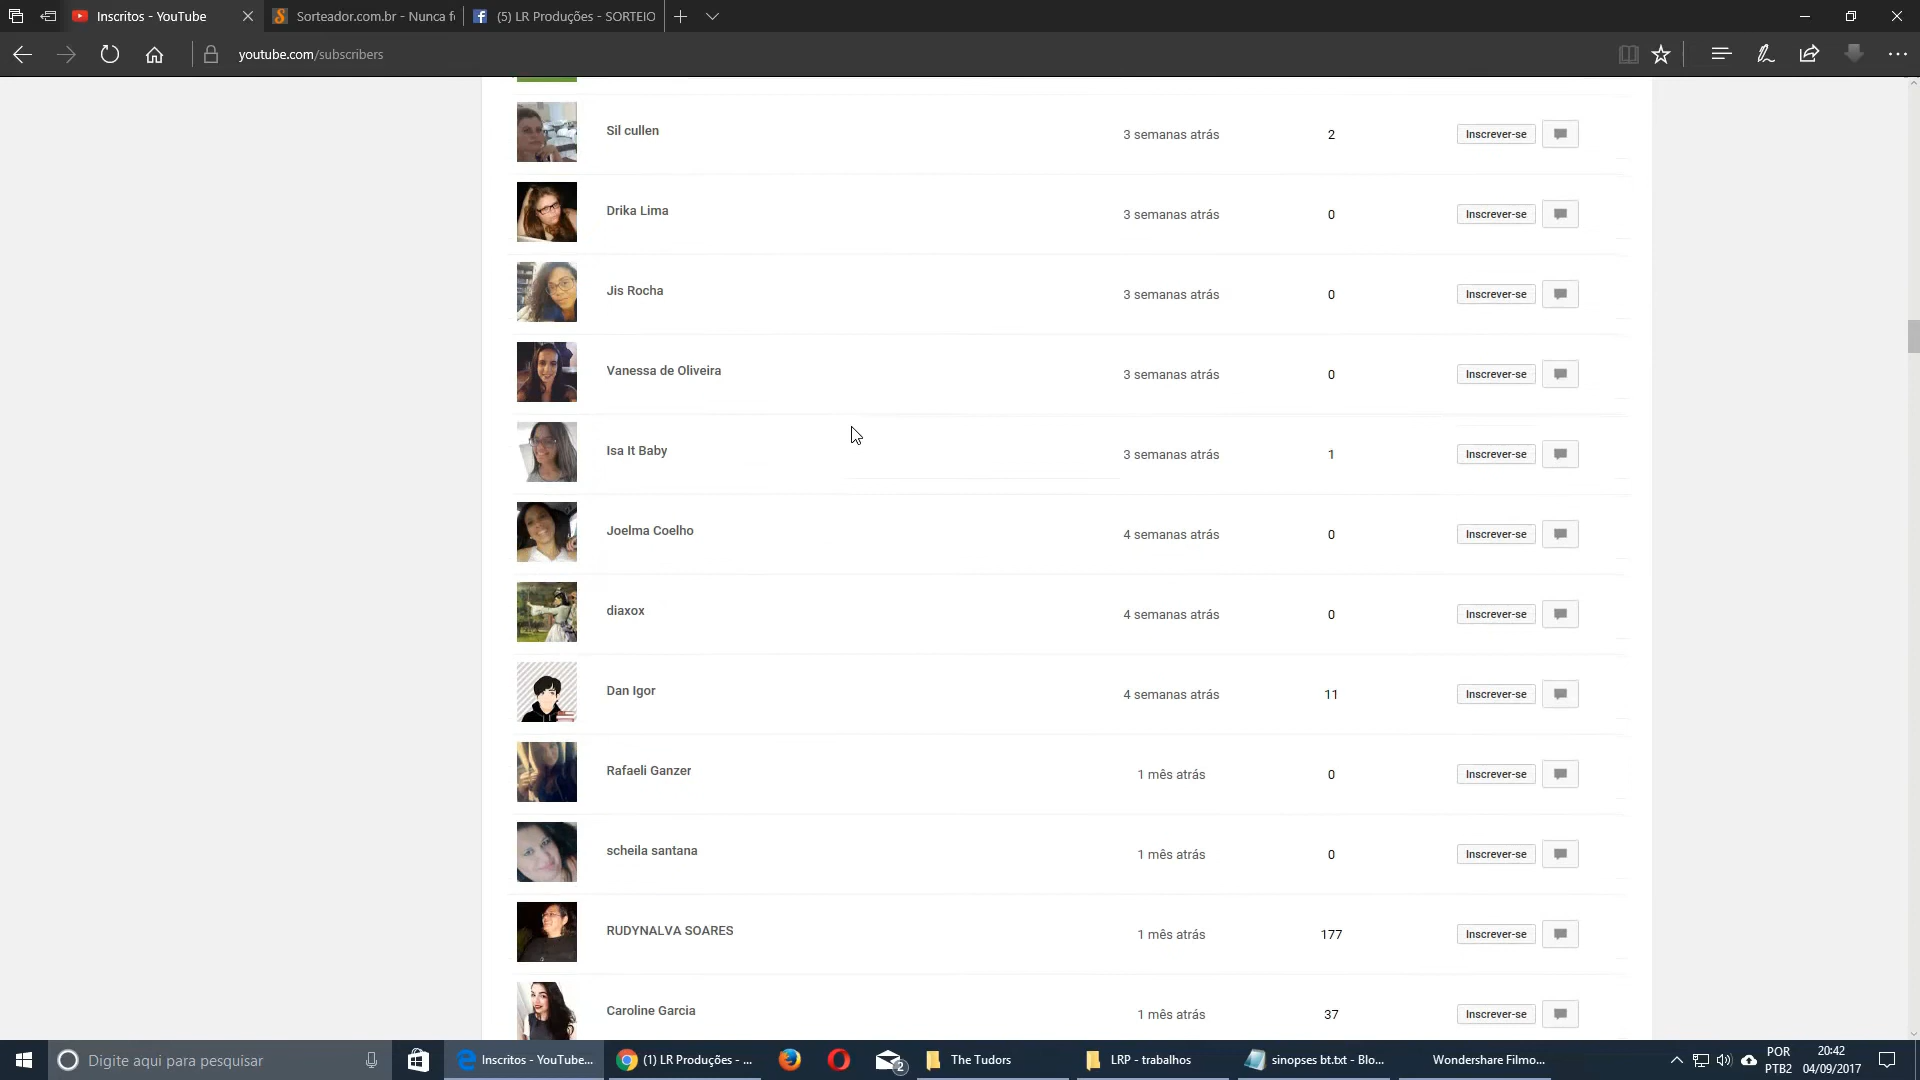 Inscritos - YouTube
Sorteador.com.br - Nunca f
(5) LR Produções - SORTEIO
youtube.com/subscribers
Sil cullen 3 semanas atrás 2 Inscrever-se
Drika Lima 3 semanas atrás 0 Inscrever-se
Jis Rocha 3 semanas atrás 0 Inscrever-se
Vanessa de Oliveira 3 semanas atrás 0 Inscrever-se
Isa It Baby 3 semanas atrás 1 Inscrever-se
Joelma Coelho 4 semanas atrás 0 Inscrever-se
diaxox 4 semanas atrás 0 Inscrever-se
Dan Igor 4 semanas atrás 11 Inscrever-se
Rafaeli Ganzer 1 mês atrás 0 Inscrever-se
scheila santana 1 mês atrás 0 Inscrever-se
RUDYNALVA SOARES 1 mês atrás 177 Inscrever-se
Caroline Garcia 1 mês atrás 37 Inscrever-se
Digite aqui para pesquisar
Inscritos - YouTube...
(1) LR Produções - ...
2
The Tudors
LRP - trabalhos
sinopses bt.txt - Blo...
Wondershare Filmo...
POR
PTB2
20:42
04/09/2017